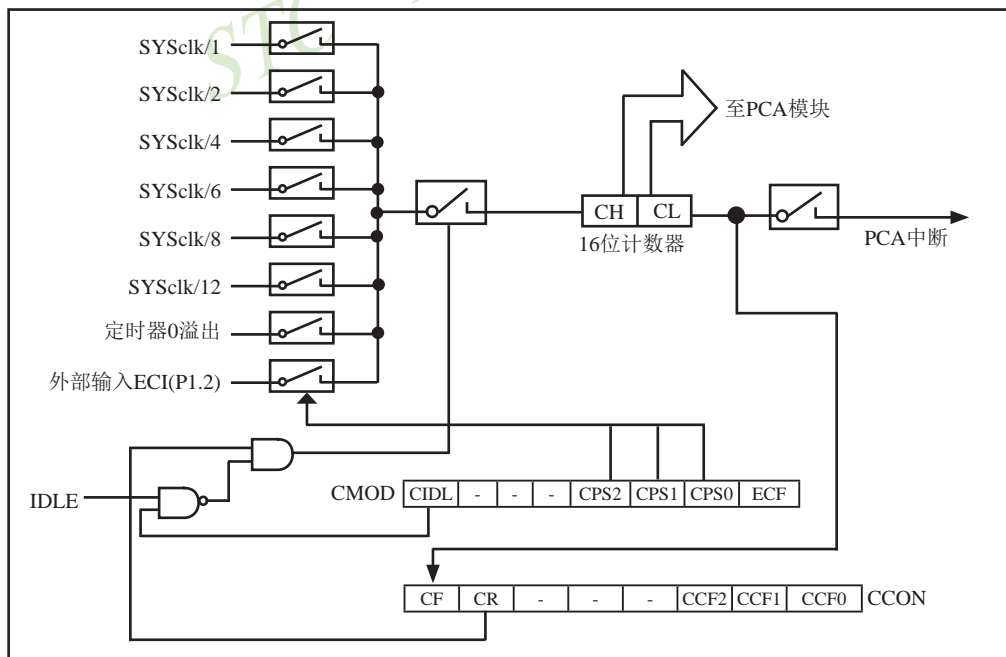 STC
SYSclk/1
SYSclk/2
SYSclk/4
SYSclk/6
SYSclk/8
SYSclk/12
定时器0溢出
外部输入ECI(P1.2)
至PCA模块
CH CL
16位计数器
PCA中断
IDLE
CMOD CIDL - - - CPS2 CPS1 CPS0 ECF
CF CR - - - CCF2 CCF1 CCF0 CCON